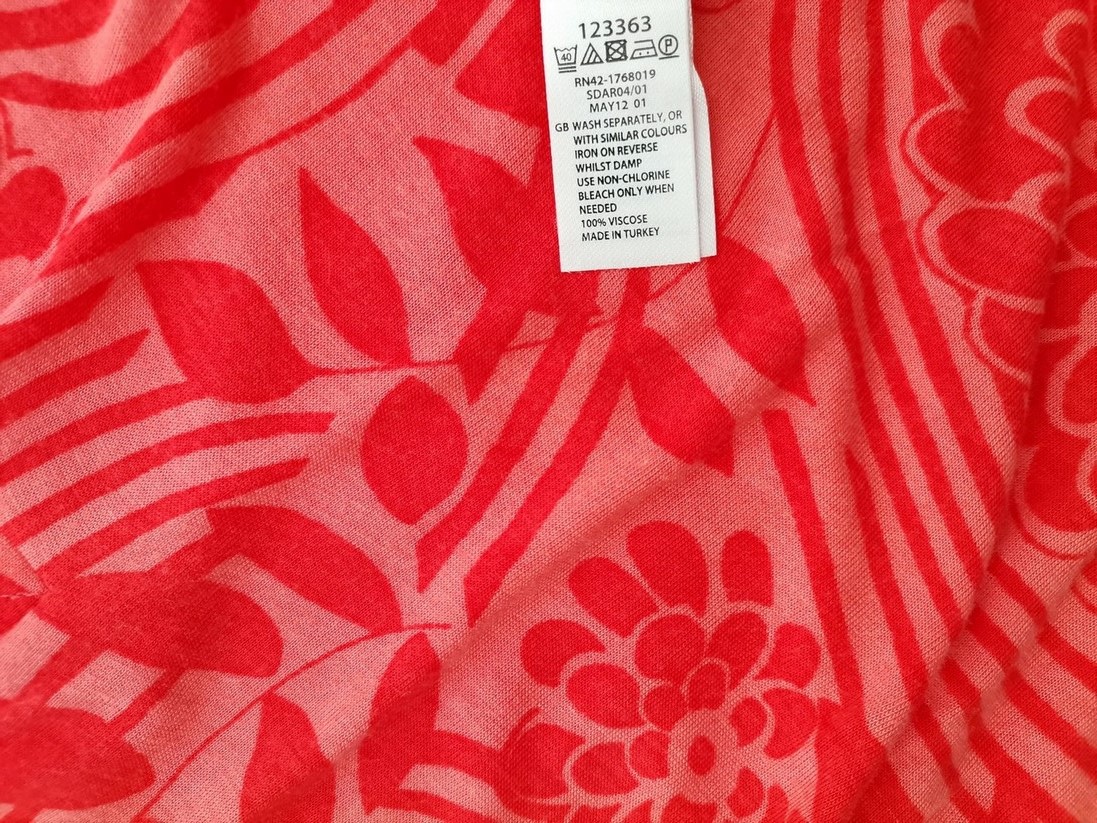 123363
40 P
RN42-1768019
SDAR04/01
MAY12 01
GB WASH SEPARATELY, OR
WITH SIMILAR COLOURS
IRON ON REVERSE
WHILST DAMP
USE NON-CHLORINE
BLEACH ONLY WHEN
NEEDED
100% VISCOSE
MADE IN TURKEY